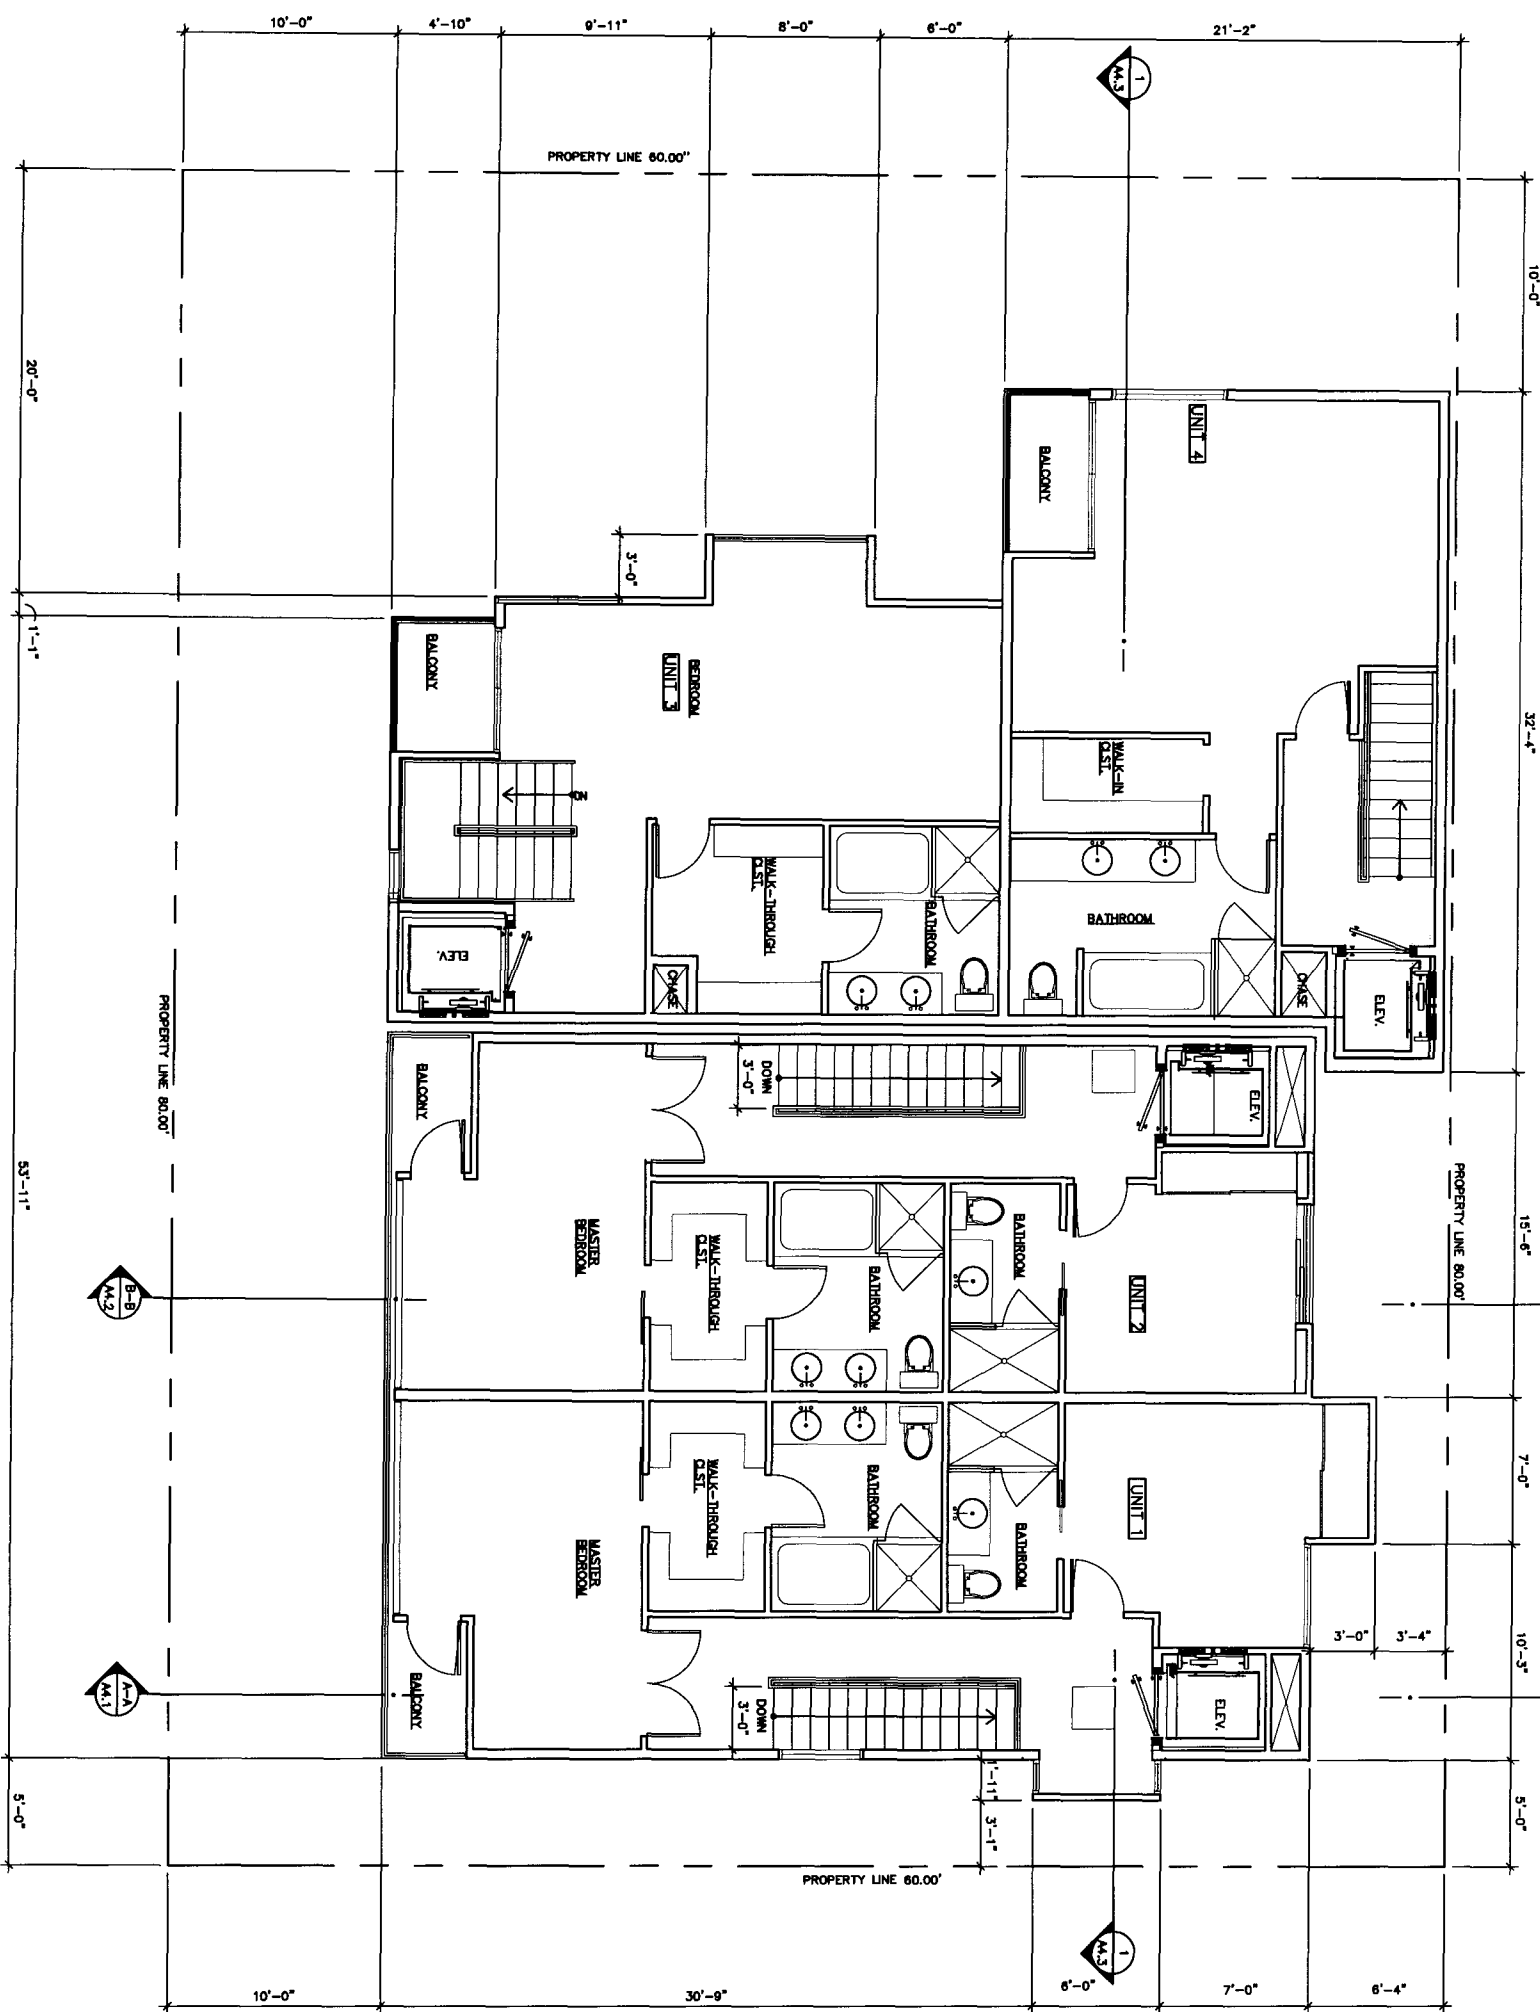 10'-0"
4'-10"
9'-11"
8'-0"
6'-0"
21'-2"
1
A4.3
PROPERTY LINE 60.00"
10'-0"
20'-0"
UNIT 4
BALCONY
3'-0"
1'-1"
BALCONY
BEDROOM
UNIT 3
32'-4"
WALK-IN
CLST.
DN
WALK-THROUGH
CLST.
BATHROOM
BATHROOM
ELEV.
CHASE
CHASE
ELEV.
PROPERTY LINE 80.00'
BALCONY
DOWN
3'-0"
ELEV.
53'-11"
PROPERTY LINE 80.00'
15'-6"
MASTER
BEDROOM
WALK-THROUGH
CLST.
BATHROOM
BATHROOM
UNIT 2
B-B
A4.2
MASTER
BEDROOM
WALK-THROUGH
CLST.
BATHROOM
BATHROOM
UNIT 1
7'-0"
3'-0"
3'-4"
10'-3"
A-A
A4.1
BALCONY
DOWN
3'-0"
ELEV.
1'-11"
3'-1"
5'-0"
5'-0"
PROPERTY LINE 60.00'
1
A4.3
10'-0"
30'-9"
6'-0"
7'-0"
6'-4"